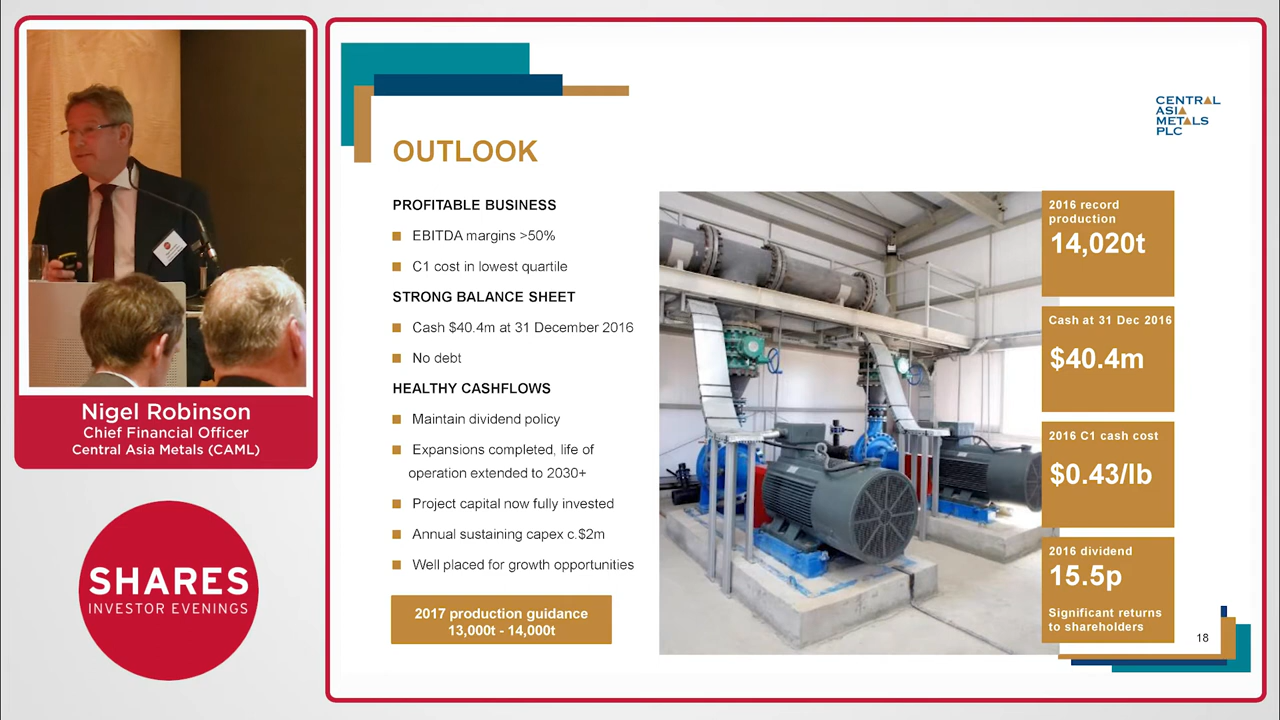 Nigel Robinson
Chief Financial Officer
Central Asia Metals (CAML)
SHARES
INVESTOR EVENINGS
CENTRAL
ASIA
METALS
PLC
OUTLOOK
PROFITABLE BUSINESS
EBITDA margins >50%
C1 cost in lowest quartile
STRONG BALANCE SHEET
Cash $40.4m at 31 December 2016
No debt
HEALTHY CASHFLOWS
Maintain dividend policy
Expansions completed, life of
operation extended to 2030+
Project capital now fully invested
Annual sustaining capex c.$2m
Well placed for growth opportunities
2017 production guidance
13,000t - 14,000t
2016 record
production
14,020t
Cash at 31 Dec 2016
$40.4m
2016 C1 cash cost
$0.43/lb
2016 dividend
15.5p
Significant returns
to shareholders
18